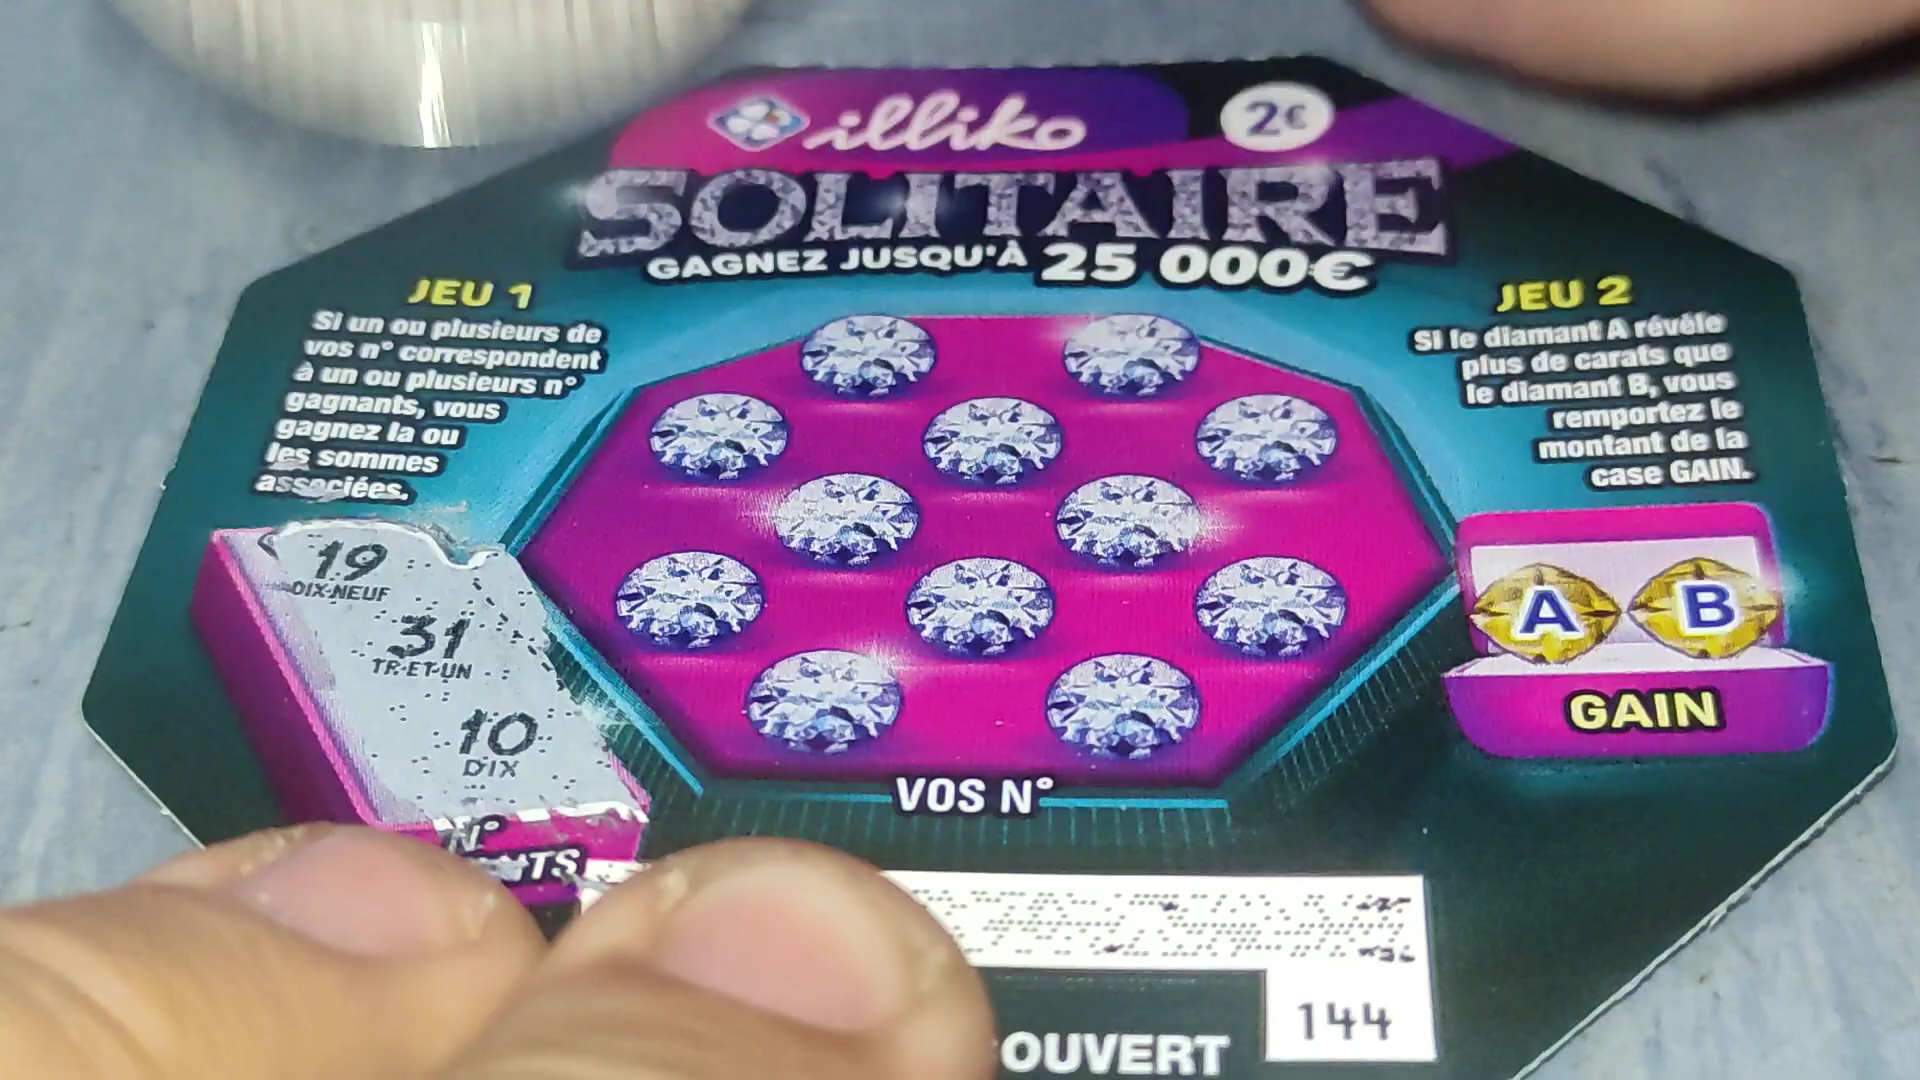 illiko
2€
SOLITAIRE
GAGNEZ JUSQU'À 25 000€
JEU 1
Si un ou plusieurs de
vos n° correspondent
à un ou plusieurs n°
gagnants, vous
gagnez la ou
les sommes
associées.
JEU 2
Si le diamant A révèle
plus de carats que
le diamant B, vous
remportez le
montant de la
case GAIN.
19
DIX-NEUF
31
TR-ET-UN
10
DIX
N°
A
B
GAIN
VOS N°
144
OUVERT